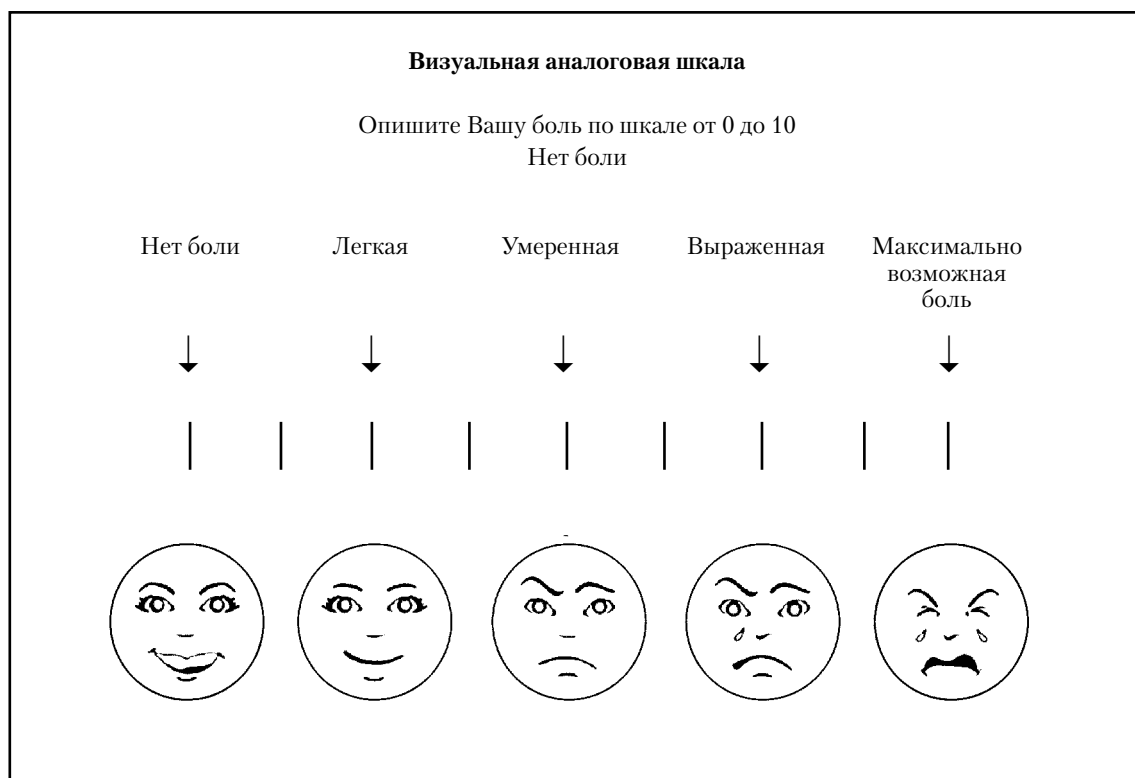 Визуальная аналоговая шкала
Опишите Вашу боль по шкале от 0 до 10
Нет боли
Нет боли
Легкая
Умеренная
Выраженная
Максимально
возможная
боль